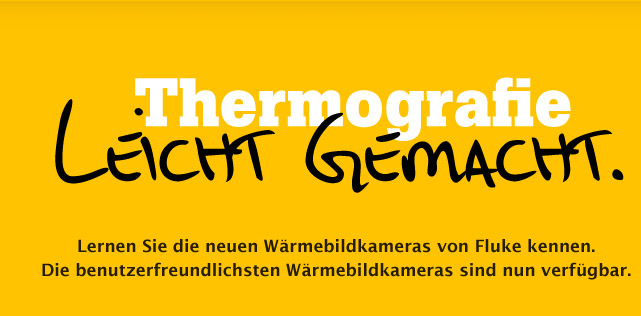 Thermografie
LEICHT GEMACHT.
Lernen Sie die neuen Wärmebildkameras von Fluke kennen.
Die benutzerfreundlichsten Wärmebildkameras sind nun verfügbar.